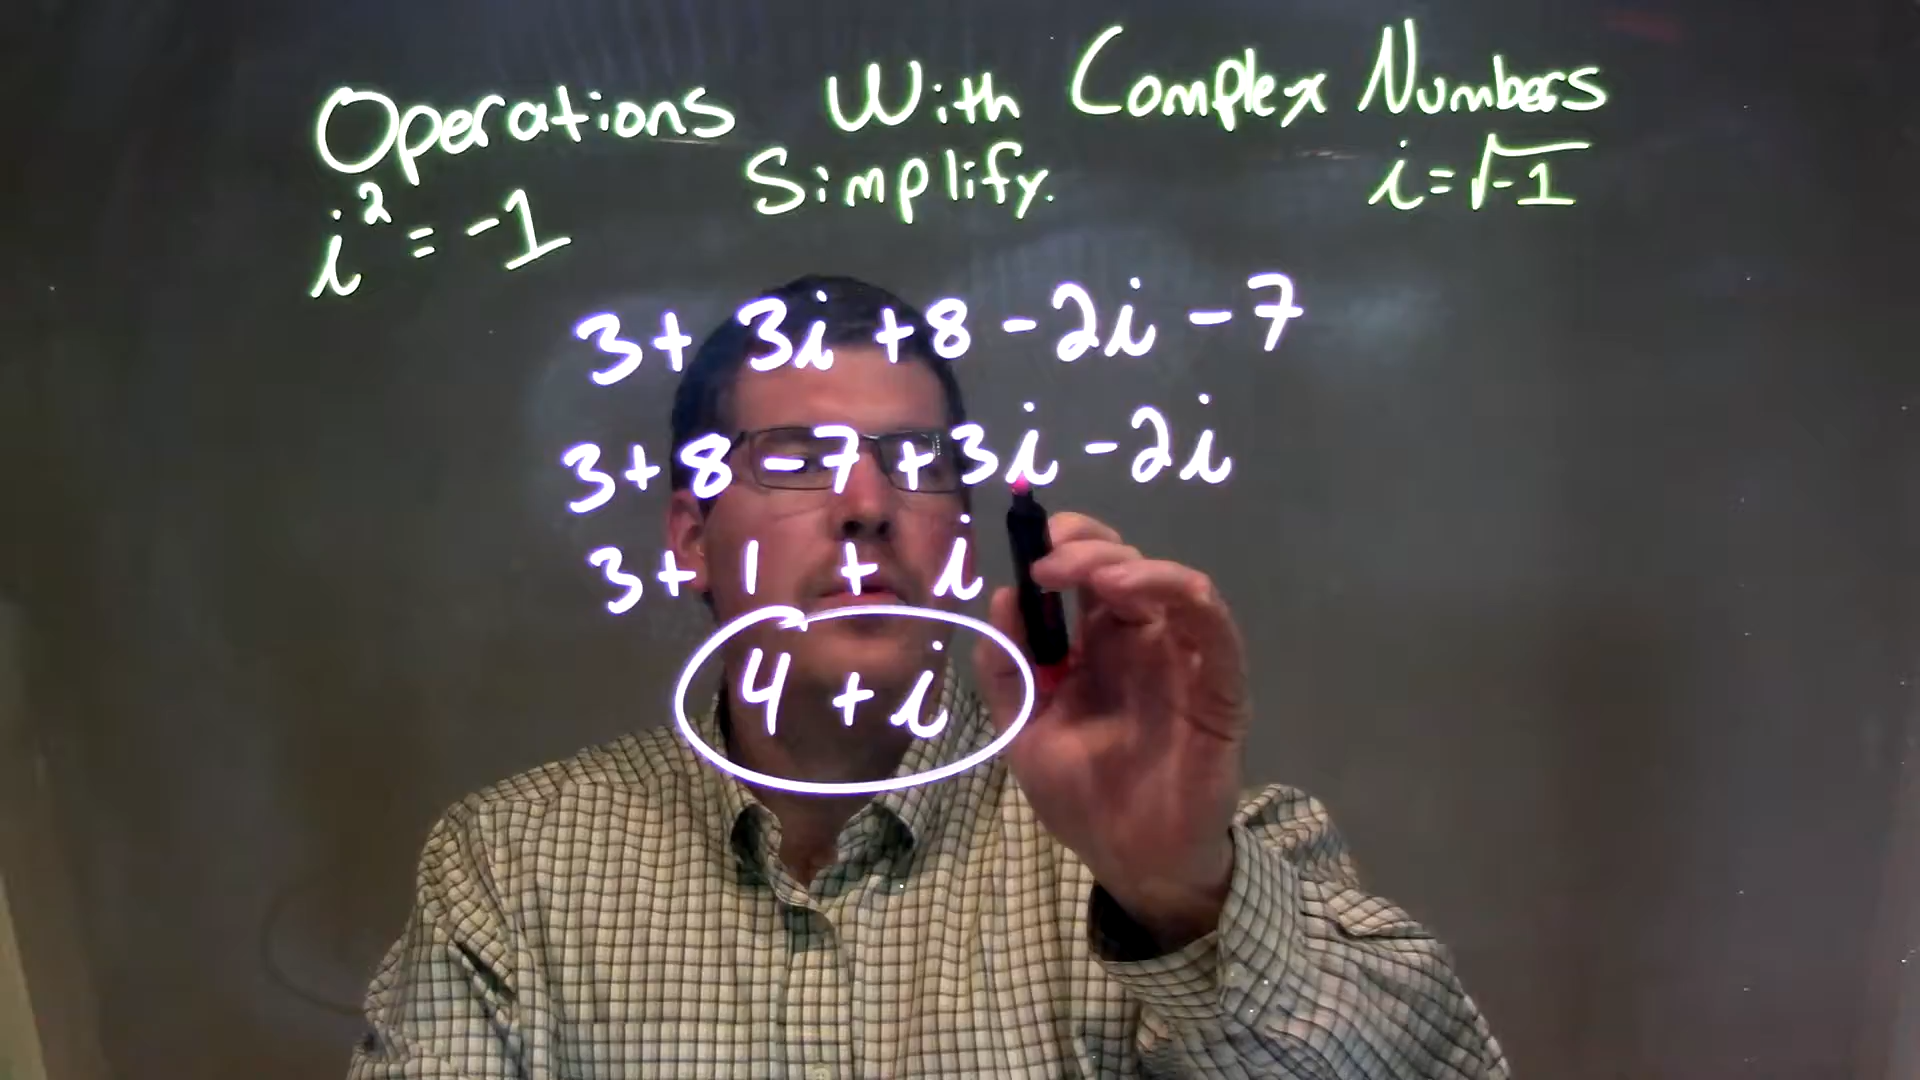 Operations With Complex Numbers
Simplify. i=√-1
i²=-1
3+3i+8-2i-7
3+8-7+3i-2i
3+1+i
4+i